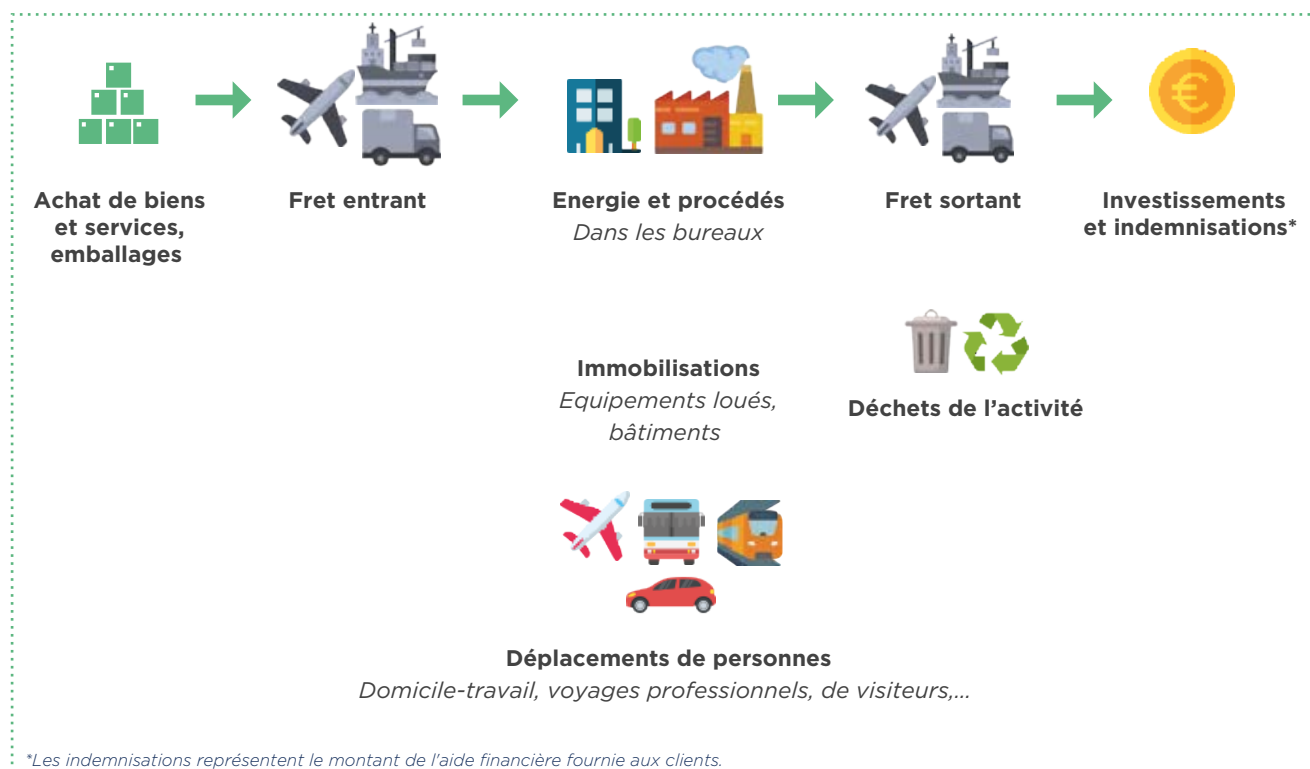 Achat de biens
et services,
emballages
Fret entrant
Energie et procédés
Dans les bureaux
Fret sortant
Investissements
et indemnisations*
Immobilisations
Equipements loués,
bâtiments
Déchets de l'activité
Déplacements de personnes
Domicile-travail, voyages professionnels, de visiteurs,...
*Les indemnisations représentent le montant de l'aide financière fournie aux clients.